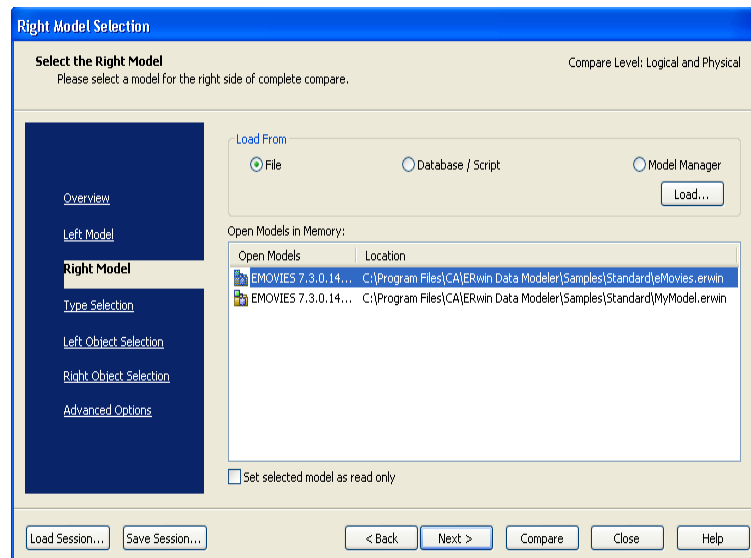 Right Model Selection
Select the Right Model
Please select a model for the right side of complete compare.
Compare Level: Logical and Physical
Overview
Left Model
Right Model
Type Selection
Left Object Selection
Right Object Selection
Advanced Options
Load From
File
Database / Script
Model Manager
Load...
Open Models in Memory:
Open Models Location
EMOVIES 7.3.0.14... C:\Program Files\CA\ERwin Data Modeler\Samples\Standard\eMovies.erwin
EMOVIES 7.3.0.14... C:\Program Files\CA\ERwin Data Modeler\Samples\Standard\MyModel.erwin
Set selected model as read only
Load Session... Save Session... < Back Next > Compare Close Help